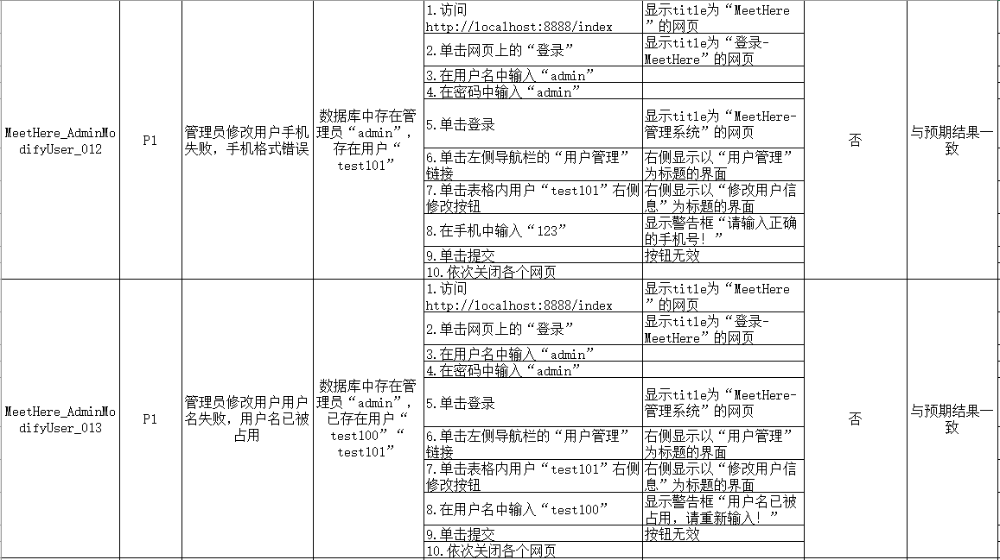 MeetHere_AdminMo
difyUser_012
P1
管理员修改用户手机
失败，手机格式错误
数据库中存在管
理员“admin”，
存在用户“
test101”
1.访问
http://localhost:8888/index
显示title为“MeetHere
”的网页
2.单击网页上的“登录”
显示title为“登录-
MeetHere”的网页
3.在用户名中输入“admin”
4.在密码中输入“admin”
5.单击登录
显示title为“MeetHere-
管理系统”的网页
6.单击左侧导航栏的“用户管理”
链接
右侧显示以“用户管理”
为标题的界面
7.单击表格内用户“test101”右侧
修改按钮
右侧显示以“修改用户信
息”为标题的界面
8.在手机中输入“123”
显示警告框“请输入正确
的手机号！”
9.单击提交
按钮无效
10.依次关闭各个网页
否
与预期结果一
致
MeetHere_AdminMo
difyUser_013
P1
管理员修改用户用户
名失败，用户名已被
占用
数据库中存在管
理员“admin”，
已存在用户“
test100”“
test101”
1.访问
http://localhost:8888/index
显示title为“MeetHere
”的网页
2.单击网页上的“登录”
显示title为“登录-
MeetHere”的网页
3.在用户名中输入“admin”
4.在密码中输入“admin”
5.单击登录
显示title为“MeetHere-
管理系统”的网页
6.单击左侧导航栏的“用户管理”
链接
右侧显示以“用户管理”
为标题的界面
7.单击表格内用户“test101”右侧
修改按钮
右侧显示以“修改用户信
息”为标题的界面
8.在用户名中输入“test100”
显示警告框“用户名已被
占用，请重新输入！”
9.单击提交
按钮无效
10.依次关闭各个网页
否
与预期结果一
致